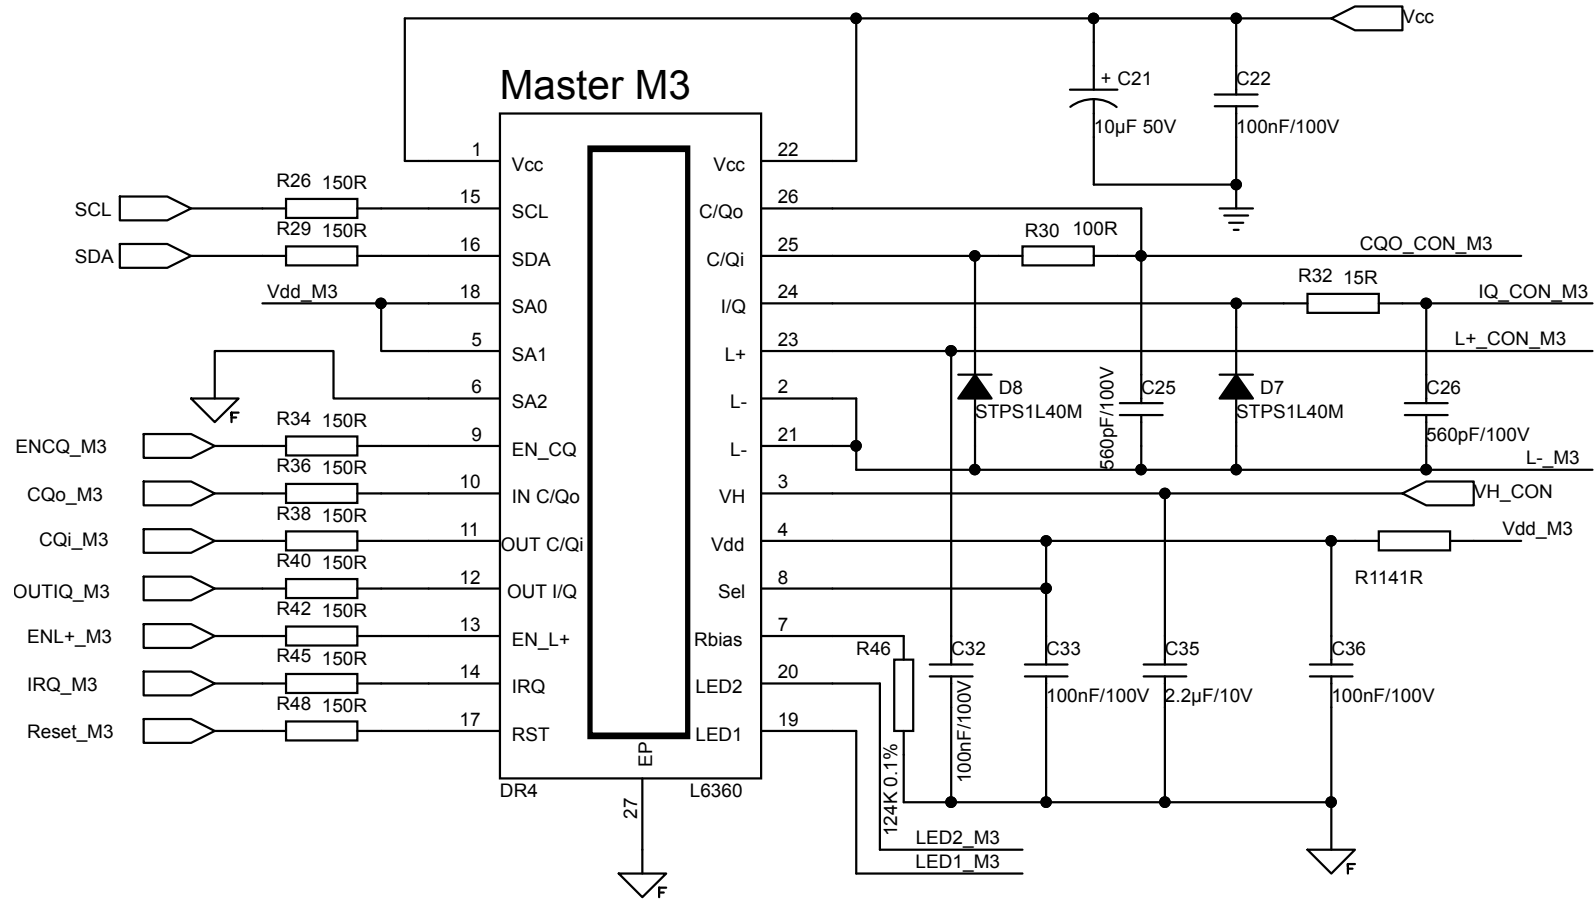 Vcc
Master M3
+ C21
10µF 50V
C22
100nF/100V
1
Vcc
Vcc
22
SCL
R26 150R
15
SCL
C/Qo
26
SDA
R29 150R
16
SDA
C/Qi
25
R30 100R
CQO_CON_M3
Vdd_M3
18
SA0
I/Q
24
R32 15R
IQ_CON_M3
5
SA1
L+
23
L+_CON_M3
6
SA2
L-
2
F
D8
STPS1L40M
C25
560pF/100V
D7
STPS1L40M
C26
560pF/100V
ENCQ_M3
R34 150R
9
EN_CQ
L-
21
L-_M3
CQo_M3
R36 150R
10
IN C/Qo
VH
3
VH_CON
CQi_M3
R38 150R
11
OUT C/Qi
Vdd
4
Vdd_M3
R1141R
OUTIQ_M3
R40 150R
12
OUT I/Q
Sel
8
ENL+_M3
R42 150R
13
EN_L+
Rbias
7
R46
124K 0.1%
C32
100nF/100V
C33
100nF/100V
C35
2.2µF/10V
C36
100nF/100V
IRQ_M3
R45 150R
14
IRQ
LED2
20
Reset_M3
R48 150R
17
RST
LED1
19
EP
DR4
L6360
27
LED2_M3
LED1_M3
F
F